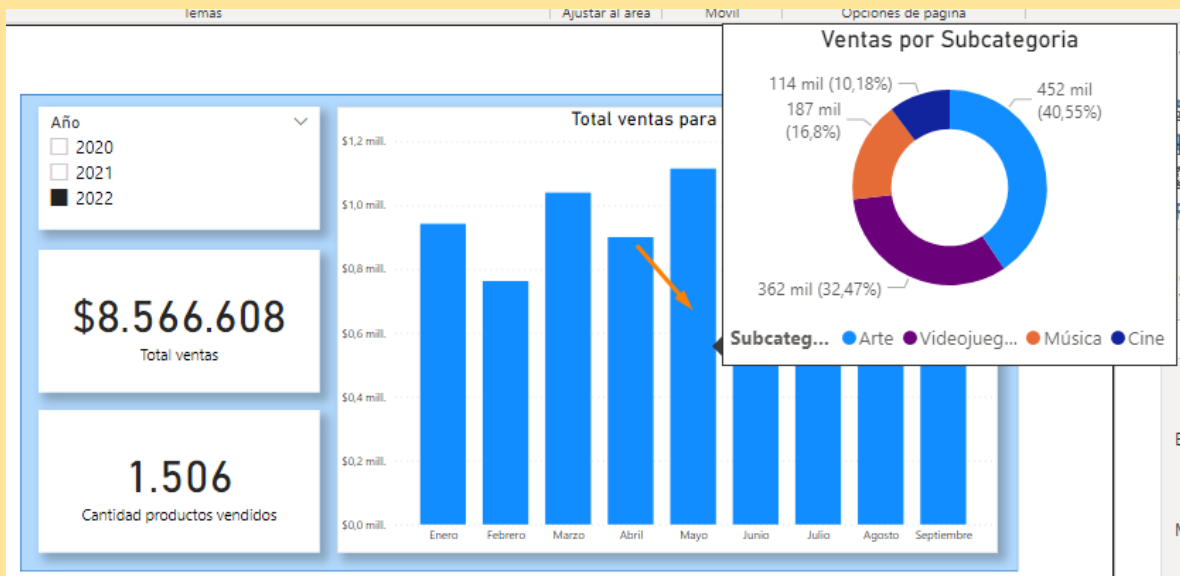 Temas
Ajustar al área
Móvil
Opciones de página
Ventas por Subcategoria
114 mil (10,18%)
187 mil
(16,8%)
452 mil
(40,55%)
362 mil (32,47%)
Subcateg... Arte Videojueg... Música Cine
Año
2020
2021
2022
$8.566.608
Total ventas
1.506
Cantidad productos vendidos
Total ventas para
$1,2 mill.
$1,0 mill.
$0,8 mill.
$0,6 mill.
$0,4 mill.
$0,2 mill.
$0,0 mill.
Enero Febrero Marzo Abril Mayo Junio Julio Agosto Septiembre